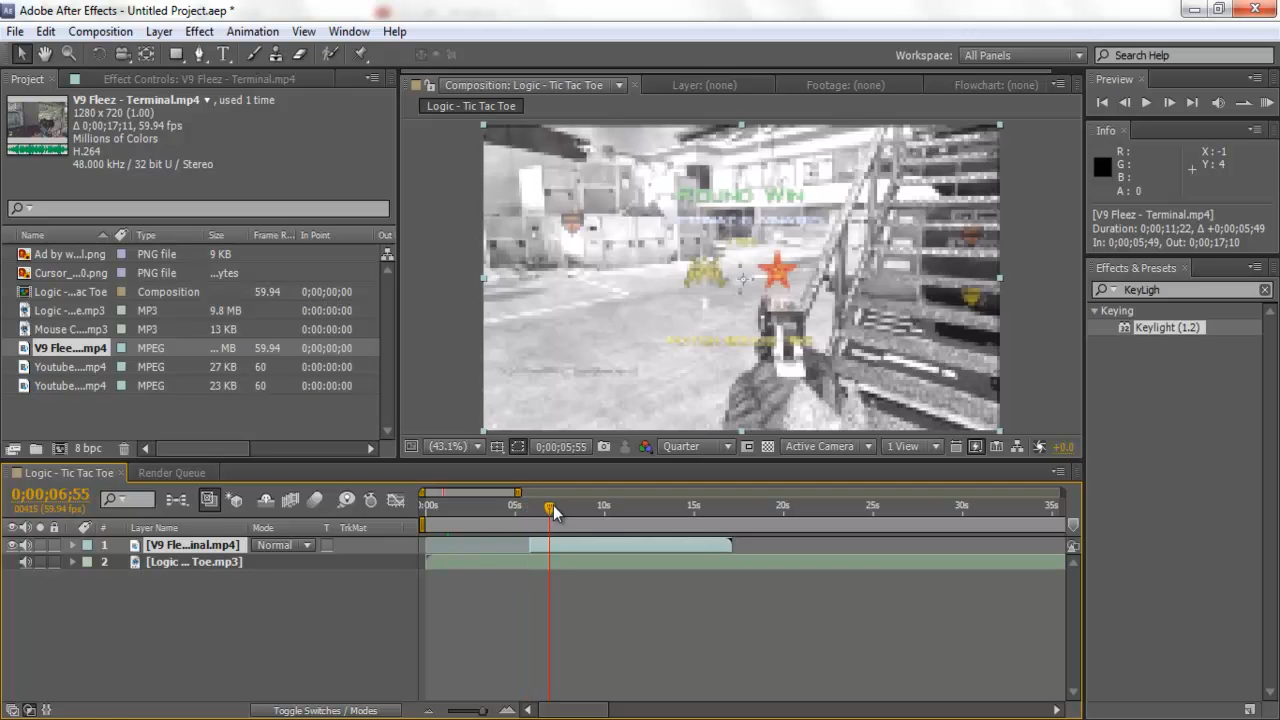 Adobe After Effects - Untitled Project.aep *
File Edit Composition Layer Effect Animation View Window Help
Workspace: All Panels
Search Help
Project
Effect Controls: V9 Fleez - Terminal.mp4
V9 Fleez - Terminal.mp4 , used 1 time
1280 x 720 (1.00)
Δ 0;00;17;11, 59.94 fps
Millions of Colors
H.264
48.000 kHz / 32 bit U / Stereo
Name Type Size Frame R... In Point Out
Ad by w...l.png PNG file 9 KB
Cursor_...0.png PNG file ...ytes
Logic -...ac Toe Composition 59.94 0;00;00;00
Logic -...e.mp3 MP3 9.8 MB 0:00:00:00
Mouse C....mp3 MP3 13 KB 0:00:00:00
V9 Flee....mp4 MPEG ... MB 59.94 0;00;00;00
Youtube....mp4 MPEG 27 KB 60 0:00:00:00
Youtube....mp4 MPEG 23 KB 60 0:00:00:00
8 bpc
Composition: Logic - Tic Tac Toe
Layer: (none)
Footage: (none)
Flowchart: (none)
Logic - Tic Tac Toe
ROUND WIN
(43.1%) 0;00;05;55 Quarter Active Camera 1 View +0.0
Preview
Info
R:
G:
B:
A: 0
X: -1
Y: 4
[V9 Fleez - Terminal.mp4]
Duration: 0;00;11;22, Δ +0;00;05;49
In: 0;00;05;49, Out: 0;00;17;10
Effects & Presets
KeyLigh
Keying
Keylight (1.2)
Logic - Tic Tac Toe
Render Queue
0;00;06;55
00415 (59.94 fps)
:00s 05s 10s 15s 20s 25s 30s 35s
# Layer Name Mode T TrkMat
1 [V9 Fle...inal.mp4] Normal
2 [Logic ... Toe.mp3]
Toggle Switches / Modes